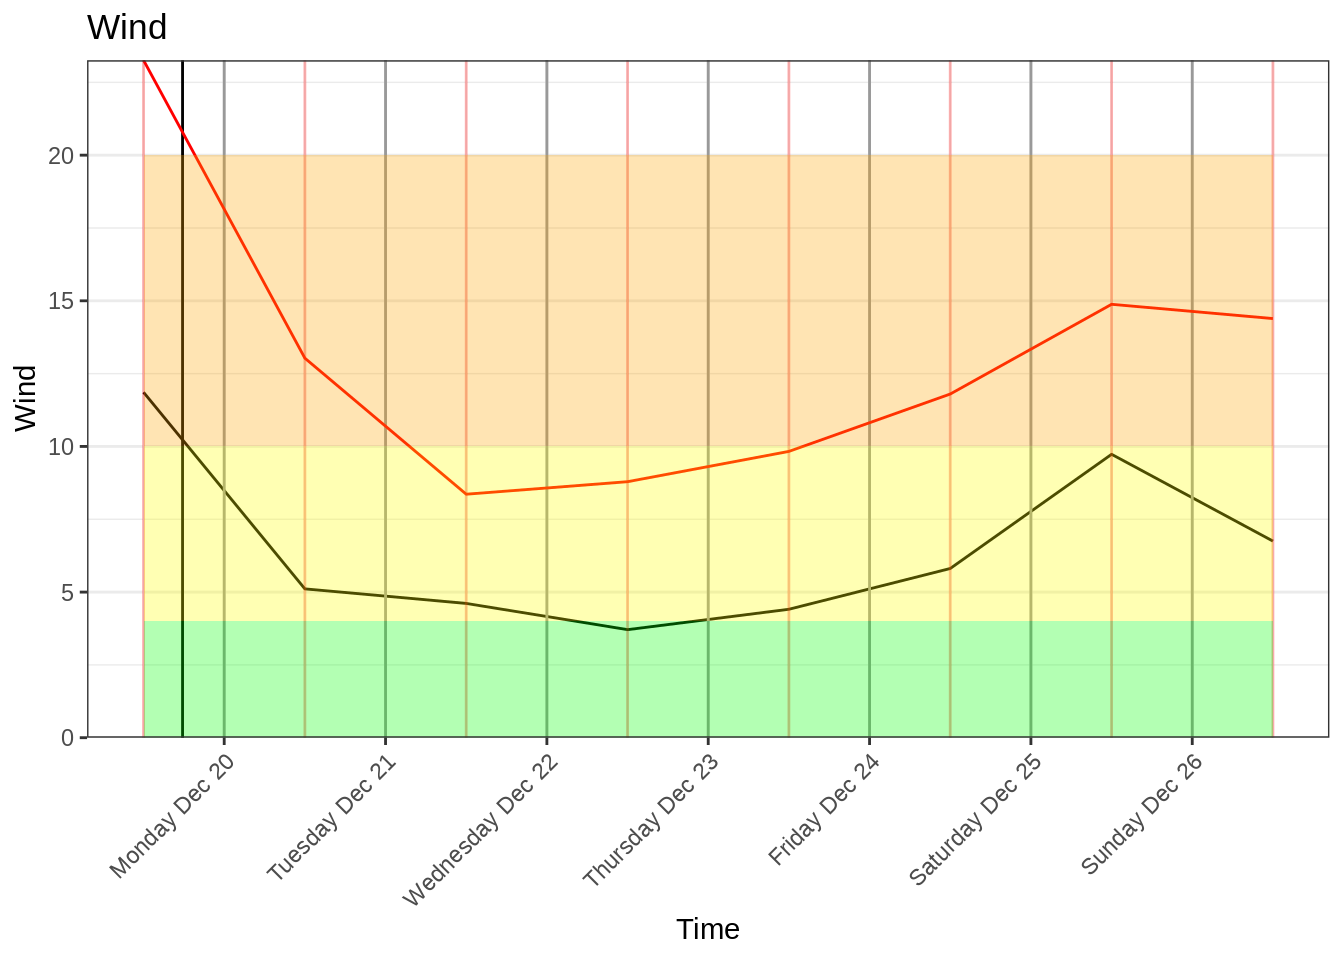 Wind
Wind
20
15
10
5
0
Monday Dec 20
Tuesday Dec 21
Wednesday Dec 22
Thursday Dec 23
Friday Dec 24
Saturday Dec 25
Sunday Dec 26
Time